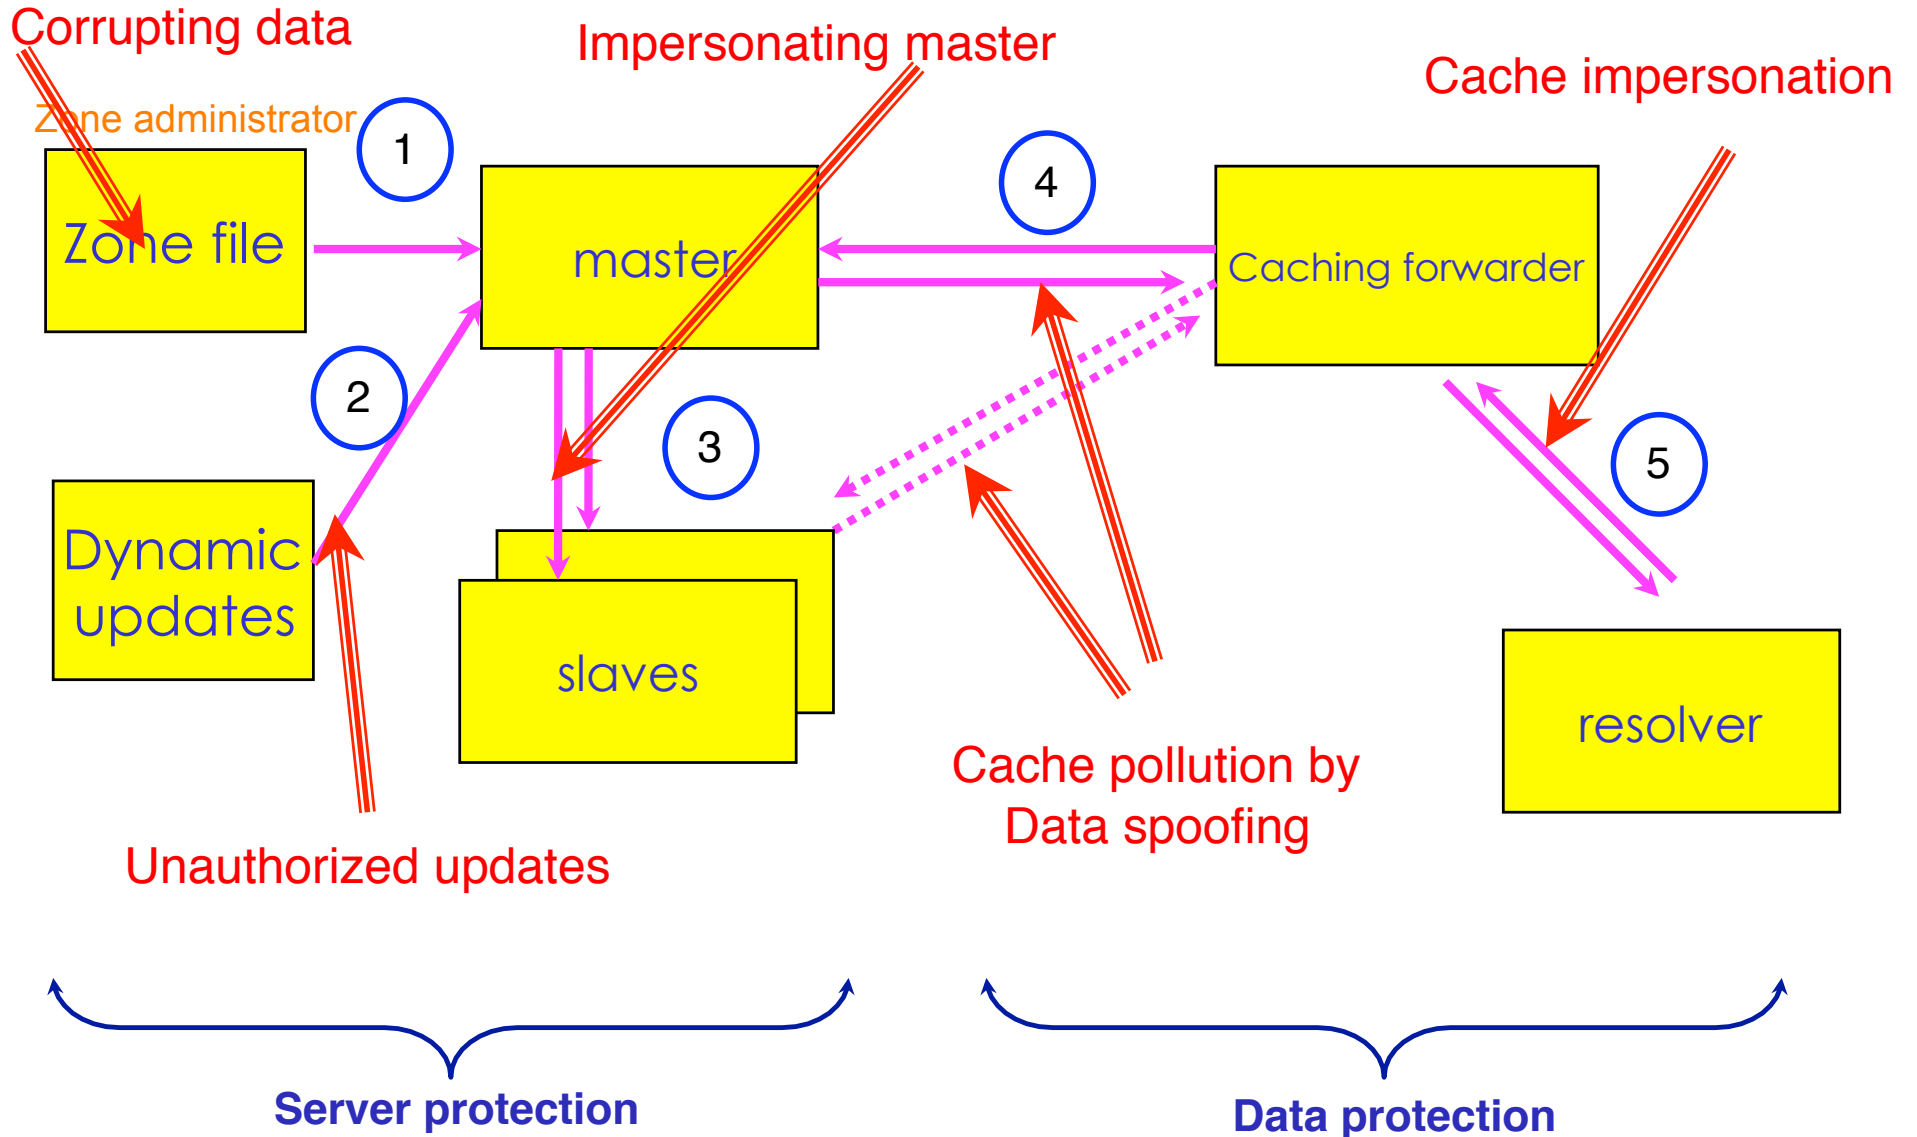 Corrupting data
Impersonating master
Cache impersonation
Zone administrator
1
4
Zone file
master
Caching forwarder
2
3
5
Dynamic
updates
slaves
resolver
Cache pollution by
Data spoofing
Unauthorized updates
Server protection
Data protection